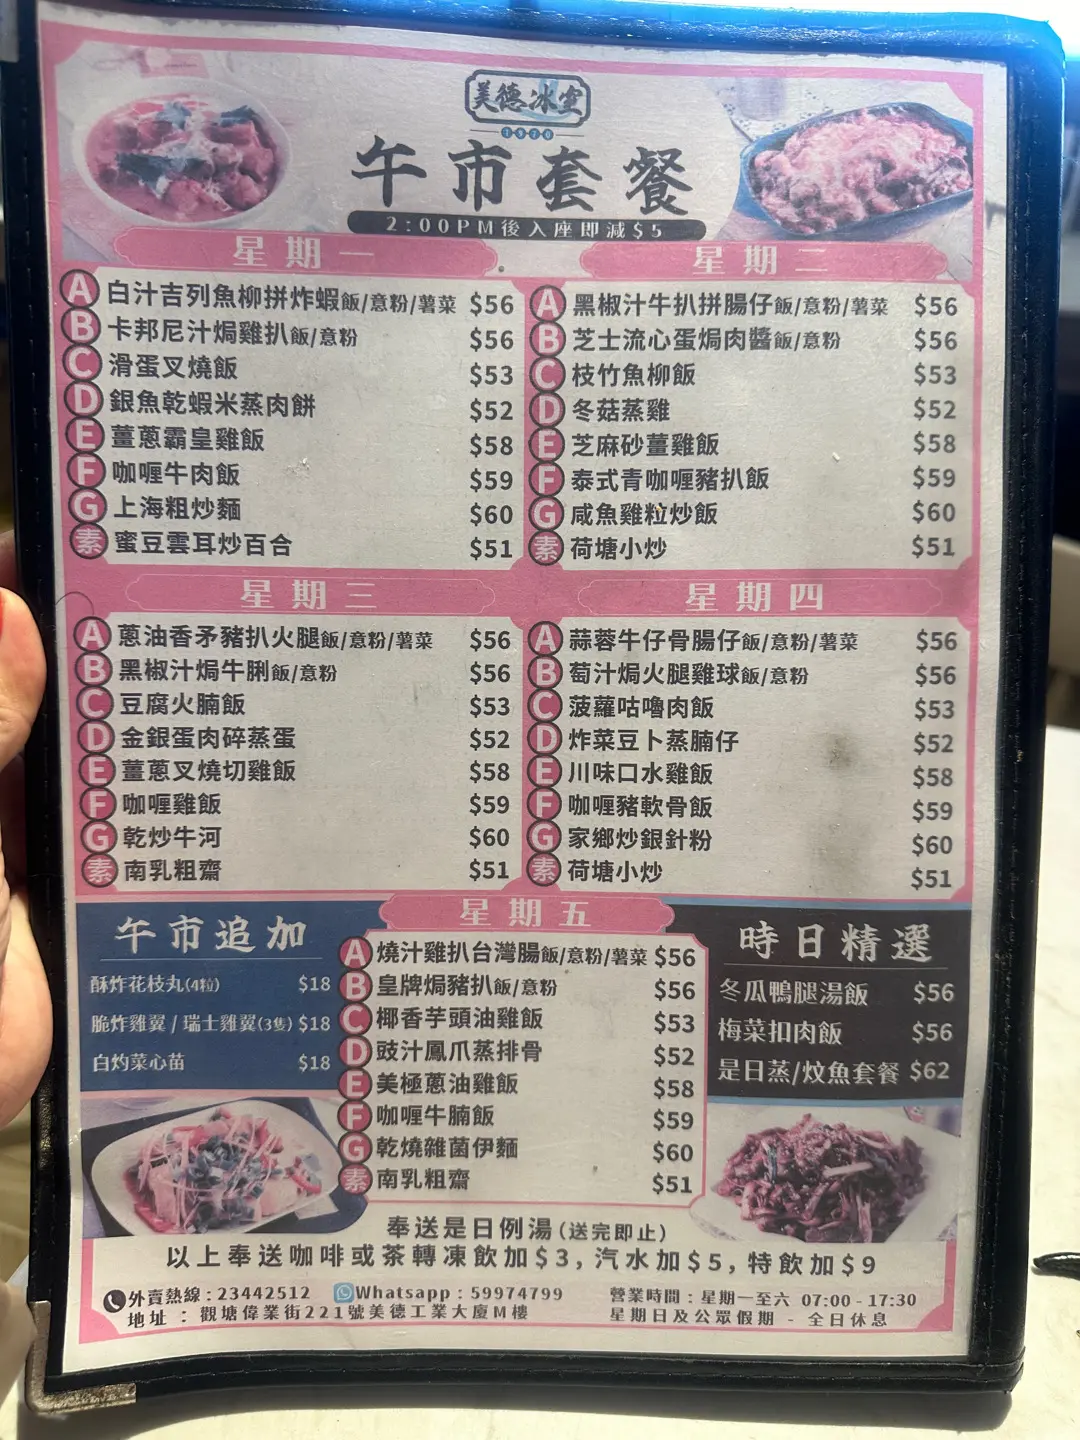 美德冰室
1970
午市套餐
2:00PM後入座即減$5
星期一
A 白汁吉列魚柳拼炸蝦飯/意粉/薯菜 $56
B 卡邦尼汁焗雞扒飯/意粉 $56
C 滑蛋叉燒飯 $53
D 銀魚乾蝦米蒸肉餅 $52
E 薑蔥霸皇雞飯 $58
F 咖喱牛肉飯 $59
G 上海粗炒麵 $60
素 蜜豆雲耳炒百合 $51
星期二
A 黑椒汁牛扒拼腸仔飯/意粉/薯菜 $56
B 芝士流心蛋焗肉醬飯/意粉 $56
C 枝竹魚柳飯 $53
D 冬菇蒸雞 $52
E 芝麻砂薑雞飯 $58
F 泰式青咖喱豬扒飯 $59
G 咸魚雞粒炒飯 $60
素 荷塘小炒 $51
星期三
A 蔥油香矛豬扒火腿飯/意粉/薯菜 $56
B 黑椒汁焗牛脷飯/意粉 $56
C 豆腐火腩飯 $53
D 金銀蛋肉碎蒸蛋 $52
E 薑蔥叉燒切雞飯 $58
F 咖喱雞飯 $59
G 乾炒牛河 $60
素 南乳粗齋 $51
星期四
A 蒜蓉牛仔骨腸仔飯/意粉/薯菜 $56
B 萄汁焗火腿雞球飯/意粉 $56
C 菠蘿咕嚕肉飯 $53
D 炸菜豆卜蒸腩仔 $52
E 川味口水雞飯 $58
F 咖喱豬軟骨飯 $59
G 家鄉炒銀針粉 $60
素 荷塘小炒 $51
午市追加
酥炸花枝丸(4粒) $18
脆炸雞翼 / 瑞士雞翼(3隻) $18
白灼菜心苗 $18
星期五
A 燒汁雞扒台灣腸飯/意粉/薯菜 $56
B 皇牌焗豬扒飯/意粉 $56
C 椰香芋頭油雞飯 $53
D 豉汁鳳爪蒸排骨 $52
E 美極蔥油雞飯 $58
F 咖喱牛腩飯 $59
G 乾燒雜菌伊麵 $60
素 南乳粗齋 $51
時日精選
冬瓜鴨腿湯飯 $56
梅菜扣肉飯 $56
是日蒸/炆魚套餐 $62
奉送是日例湯(送完即止)
以上奉送咖啡或茶轉凍飲加$3, 汽水加$5, 特飲加$9
外賣熱線 : 23442512 Whatsapp : 59974799
地址 : 觀塘偉業街221號美德工業大廈M樓
營業時間 : 星期一至六 07:00 - 17:30
星期日及公眾假期 - 全日休息